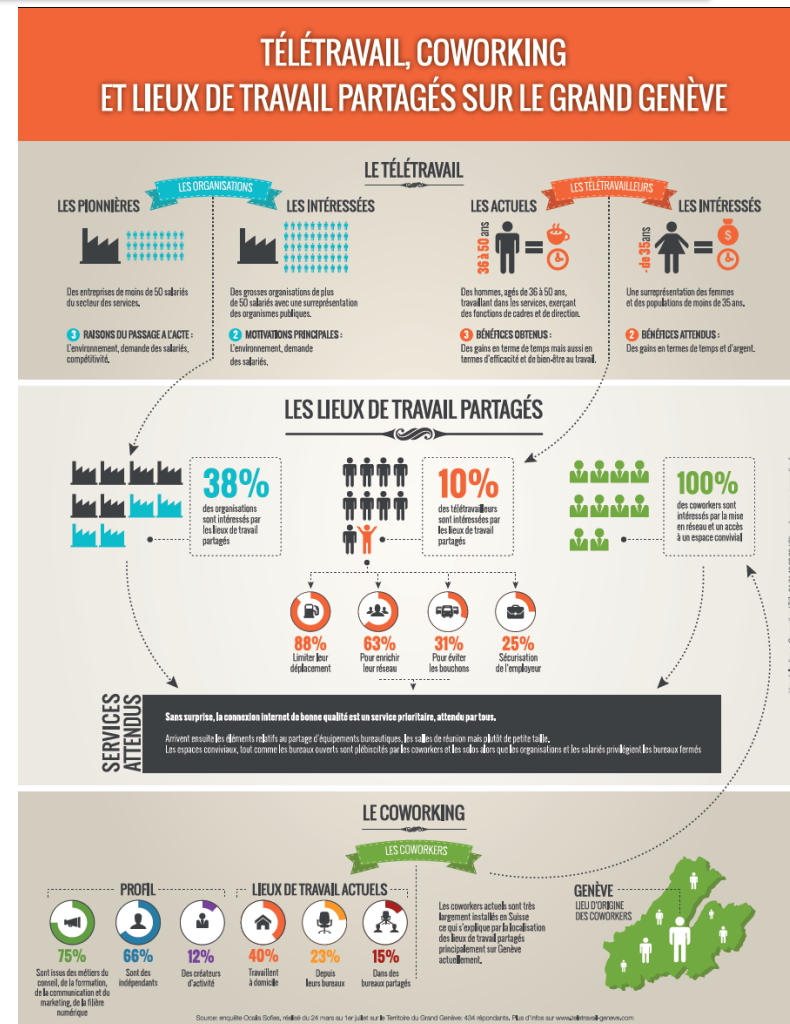 TÉLÉTRAVAIL, COWORKING
ET LIEUX DE TRAVAIL PARTAGÉS SUR LE GRAND GENÈVE
LE TÉLÉTRAVAIL
LES ORGANISATIONS
LES PIONNIÈRES
Des entreprises de moins de 50 salariés
du secteur des services.
3 RAISONS DU PASSAGE A L'ACTE :
L'environnement, demande des salariés,
compétitivité.
LES INTÉRESSÉES
Des grosses organisations de plus
de 50 salariés avec une surreprésentation
des organismes publiques.
2 MOTIVATIONS PRINCIPALES :
L'environnement, demande
des salariés.
LES TÉLÉTRAVAILLEURS
LES ACTUELS
36 à 50 ans
=
Des hommes, agés de 36 à 50 ans,
travaillant dans les services, exerçant
des fonctions de cadres et de direction.
3 BÉNÉFICES OBTENUS :
Des gains en terme de temps mais aussi en
termes d'efficacité et de bien-être au travail.
LES INTÉRESSÉS
- de 35ans
=
$
Une surreprésentation des femmes
et des populations de moins de 35 ans.
2 BÉNÉFICES ATTENDUS :
Des gains en termes de temps et d'argent.
LES LIEUX DE TRAVAIL PARTAGÉS
38%
des organisations
sont intéressés par
les lieux de travail
partagés
10%
des télétravailleurs
sont intéressées par
les lieux de travail
partagés
100%
des coworkers sont
intéressés par la mise
en réseau et un accès
à un espace convivial
88%
Limiter leur
déplacement
63%
Pour enrichir
leur réseau
31%
Pour éviter
les bouchons
25%
Sécurisation
de l'employeur
SERVICES
ATTENDUS
Sans surprise, la connexion internet de bonne qualité est un service prioritaire, attendu par tous.
Arrivent ensuite les éléments relatifs au partage d'équipements bureautiques, les salles de réunion mais plutôt de petite taille.
Les espaces conviviaux, tout comme les bureaux ouverts sont plébiscités par les coworkers et les solos alors que les organisations et les salariés privilégient les bureaux fermés
LE COWORKING
LES COWORKERS
PROFIL
75%
Sont issus des métiers du
conseil, de la formation,
de la communication et du
marketing, de la filière
numérique
66%
Sont des
indépendants
12%
Des créateurs
d'activité
LIEUX DE TRAVAIL ACTUELS
40%
Travaillent
à domicile
23%
Depuis
leurs bureaux
15%
Dans des
bureaux partagés
Les coworkers actuels sont très
largement installés en Suisse
ce qui s'explique par la localisation
des lieux de travail partagés
principalement sur Genève
actuellement.
GENÈVE
LIEU D'ORIGINE
DES COWORKERS
Source: enquête Ocalia Sofies, réalisé du 24 mars au 1er juillet sur le Territoire du Grand Genève: 434 répondants. Plus d'infos sur www.teletravail-geneve.com